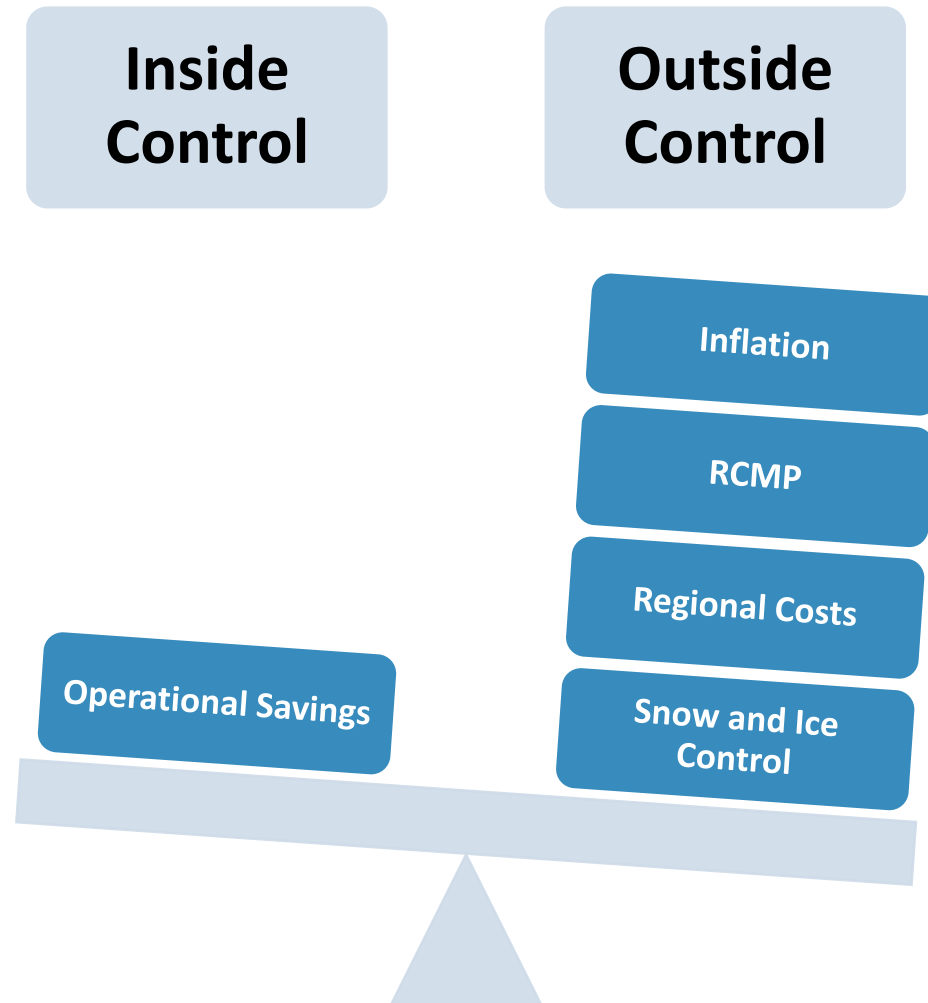 Inside
Control
Outside
Control
Inflation
RCMP
Regional Costs
Operational Savings
Snow and Ice
Control